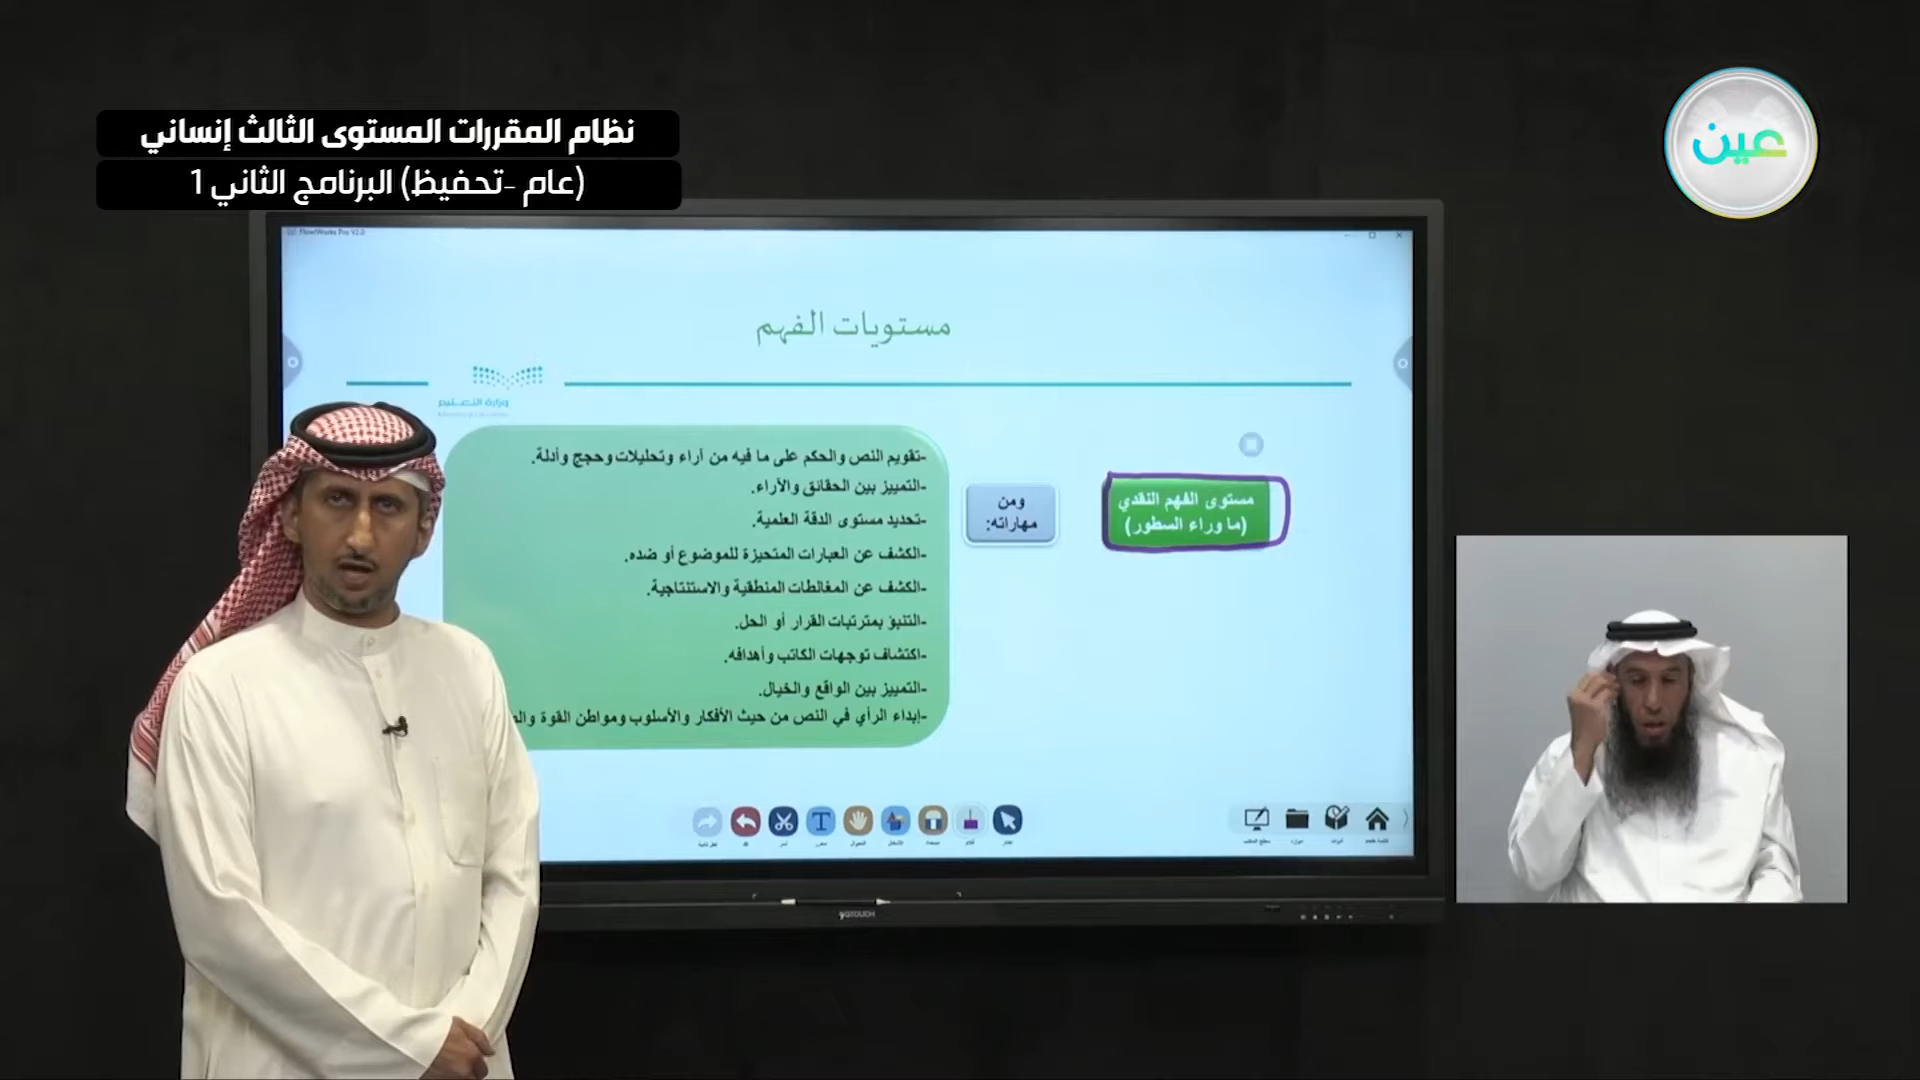 نظام المقررات المستوى الثالث إنساني
(عام -تحفيظ) البرنامج الثاني 1
عين
FlowWorks Pro V2.0
مستويات الفهم
وزارة التعليم
مستوى الفهم النقدي
(ما وراء السطور)
ومن
مهاراته:
-تقويم النص والحكم على ما فيه من آراء وتحليلات وحجج وأدلة.
-التمييز بين الحقائق والآراء.
-تحديد مستوى الدقة العلمية.
-الكشف عن العبارات المتحيزة للموضوع أو ضده.
-الكشف عن المغالطات المنطقية والاستنتاجية.
-التنبؤ بمترتبات القرار أو الحل.
-اكتشاف توجهات الكاتب وأهدافه.
-التمييز بين الواقع والخيال.
-إبداء الرأي في النص من حيث الأفكار والأسلوب ومواطن القوة